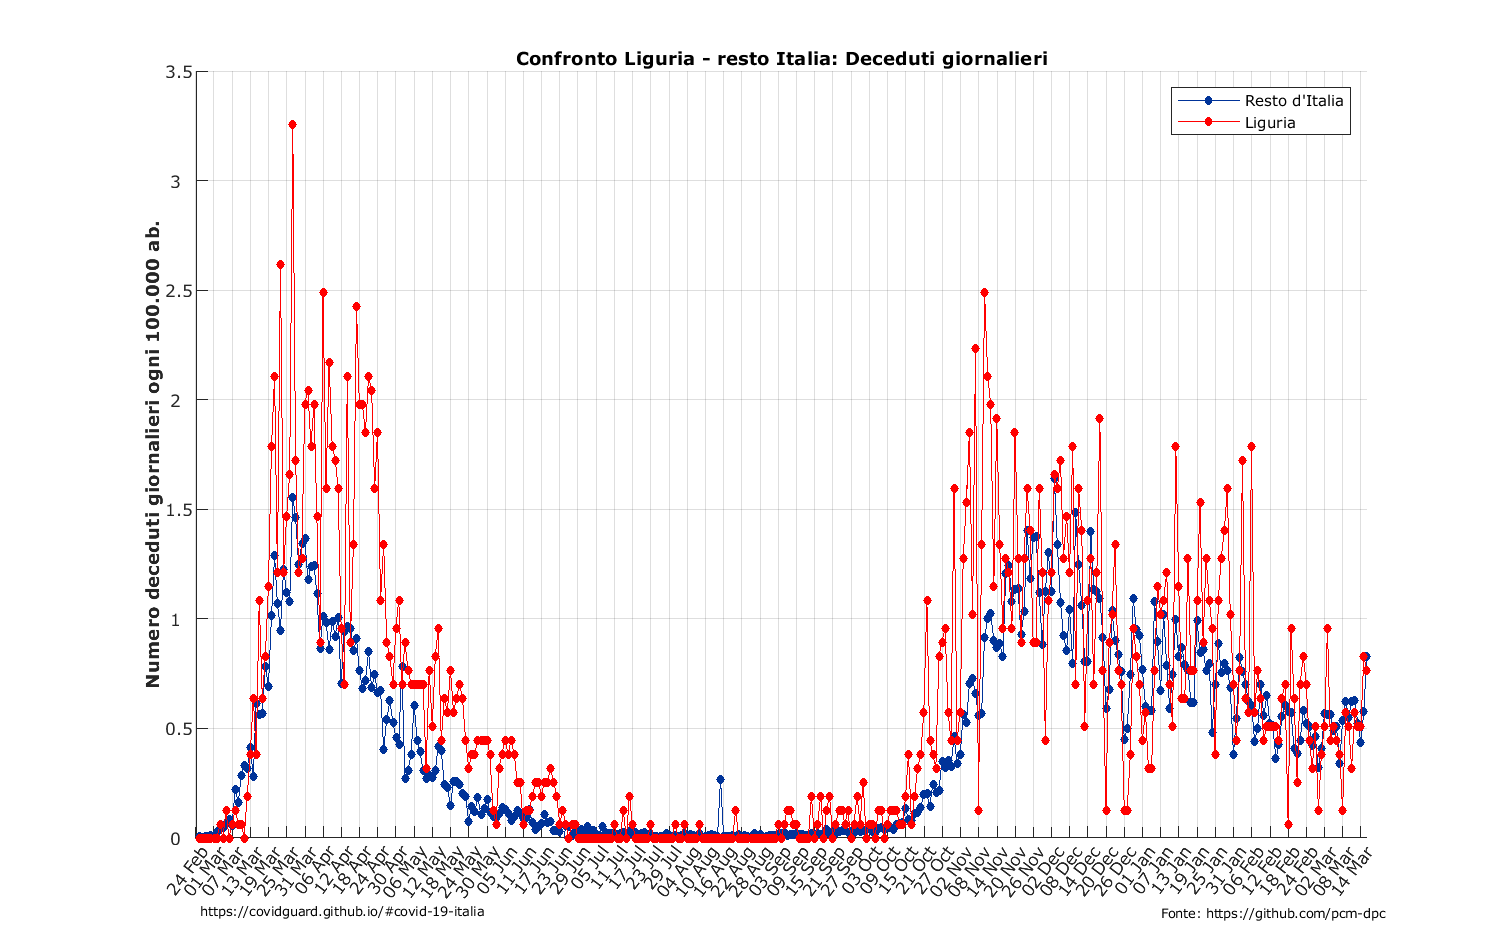 Confronto Liguria - resto Italia: Deceduti giornalieri
Resto d'Italia
Liguria
Numero deceduti giornalieri ogni 100.000 ab.
3.5
3
2.5
2
1.5
1
0.5
0
24 Feb
01 Mar
07 Mar
13 Mar
19 Mar
25 Mar
31 Mar
06 Apr
12 Apr
18 Apr
24 Apr
30 Apr
06 May
12 May
18 May
24 May
30 May
05 Jun
11 Jun
17 Jun
23 Jun
29 Jun
05 Jul
11 Jul
17 Jul
23 Jul
29 Jul
04 Aug
10 Aug
16 Aug
22 Aug
28 Aug
03 Sep
09 Sep
15 Sep
21 Sep
27 Sep
03 Oct
09 Oct
15 Oct
21 Oct
27 Oct
02 Nov
08 Nov
14 Nov
20 Nov
26 Nov
02 Dec
08 Dec
14 Dec
20 Dec
26 Dec
01 Jan
07 Jan
13 Jan
19 Jan
25 Jan
31 Jan
06 Feb
12 Feb
18 Feb
24 Feb
02 Mar
08 Mar
14 Mar
https://covidguard.github.io/#covid-19-italia
Fonte: https://github.com/pcm-dpc